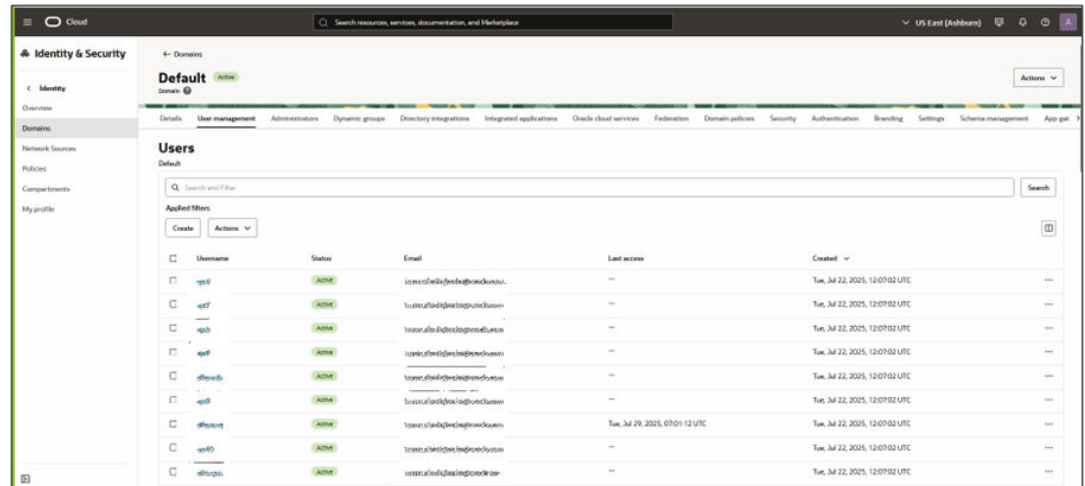 Cloud
Search resources, services, documentation, and Marketplace
US East (Ashburn)
A
Identity & Security
Identity
Overview
Domains
Network Sources
Policies
Compartments
My profile
← Domains
Default Active
Domain
Actions
Details User management Administrators Dynamic groups Directory integrations Integrated applications Oracle cloud services Federation Domain policies Security Authentication Branding Settings Schema management App gat
Users
Default
Search and Filter
Search
Applied filters
Create Actions
Username Status Email Last access Created
Active — Tue, Jul 22, 2025, 12:07:02 UTC ...
Active — Tue, Jul 22, 2025, 12:07:02 UTC ...
Active — Tue, Jul 22, 2025, 12:07:02 UTC ...
Active — Tue, Jul 22, 2025, 12:07:02 UTC ...
Active — Tue, Jul 22, 2025, 12:07:02 UTC ...
Active — Tue, Jul 22, 2025, 12:07:02 UTC ...
Active Tue, Jul 29, 2025, 07:01:12 UTC Tue, Jul 22, 2025, 12:07:02 UTC ...
Active — Tue, Jul 22, 2025, 12:07:02 UTC ...
Active — Tue, Jul 22, 2025, 12:07:02 UTC ...